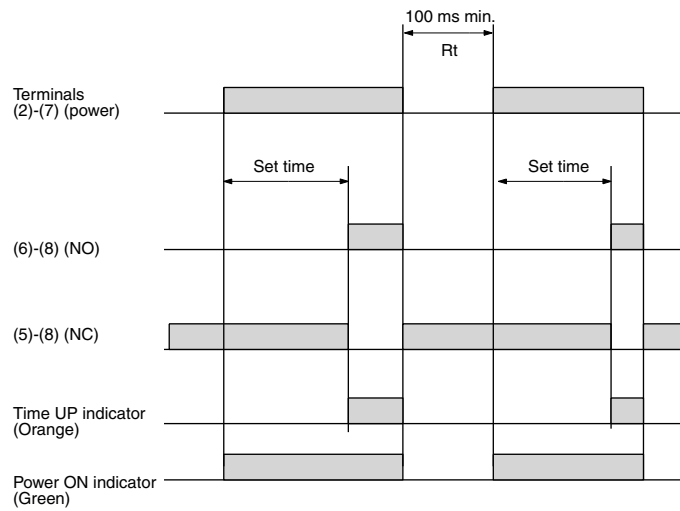 100 ms min.
Rt
Terminals
(2)-(7) (power)
Set time
Set time
(6)-(8) (NO)
(5)-(8) (NC)
Time UP indicator
(Orange)
Power ON indicator
(Green)